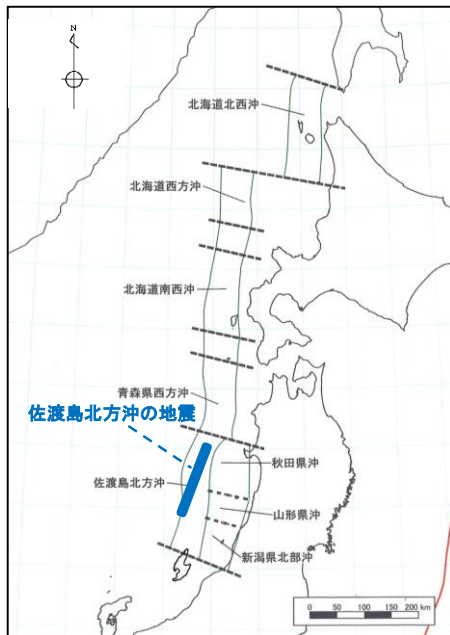 N
北海道北西沖
北海道西方沖
北海道南西沖
青森県西方沖
佐渡島北方沖の地震
秋田県沖
佐渡島北方沖
山形県沖
新潟県北部沖
0 50 100 150 200 km